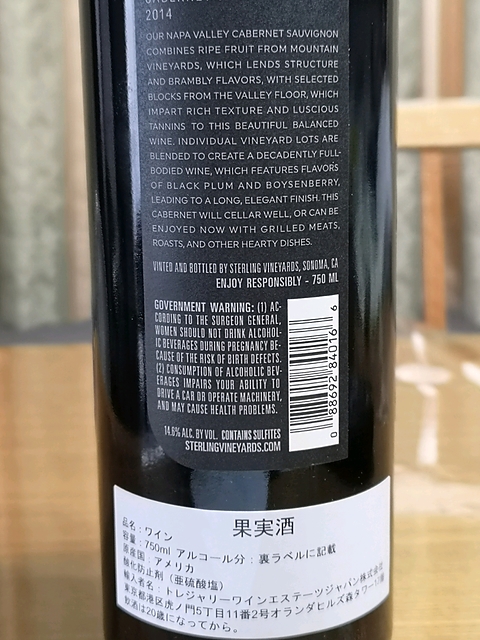 2014
OUR NAPA VALLEY CABERNET SAUVIGNON
COMBINES RIPE FRUIT FROM MOUNTAIN
VINEYARDS, WHICH LENDS STRUCTURE
AND BRAMBLY FLAVORS, WITH SELECTED
BLOCKS FROM THE VALLEY FLOOR, WHICH
IMPART RICH TEXTURE AND LUSCIOUS
TANNINS TO THIS BEAUTIFUL BALANCED
WINE. INDIVIDUAL VINEYARD LOTS ARE
BLENDED TO CREATE A DECADENTLY FULL-
BODIED WINE, WHICH FEATURES FLAVORS
OF BLACK PLUM AND BOYSENBERRY,
LEADING TO A LONG, ELEGANT FINISH. THIS
CABERNET WILL CELLAR WELL, OR CAN BE
ENJOYED NOW WITH GRILLED MEATS,
ROASTS, AND OTHER HEARTY DISHES.
VINTED AND BOTTLED BY STERLING VINEYARDS, SONOMA, CA
ENJOY RESPONSIBLY - 750 ML
GOVERNMENT WARNING: (1) AC-
CORDING TO THE SURGEON GENERAL,
WOMEN SHOULD NOT DRINK ALCOHOL-
IC BEVERAGES DURING PREGNANCY BE-
CAUSE OF THE RISK OF BIRTH DEFECTS.
(2) CONSUMPTION OF ALCOHOLIC BEV-
ERAGES IMPAIRS YOUR ABILITY TO
DRIVE A CAR OR OPERATE MACHINERY,
AND MAY CAUSE HEALTH PROBLEMS.
0 88692 84016 6
14.6% ALC. BY VOL. CONTAINS SULFITES
STERLINGVINEYARDS.COM
果実酒
品名：ワイン
容量：750ml アルコール分：裏ラベルに記載
原産国：アメリカ
酸化防止剤（亜硫酸塩）
輸入者名：トレジャリーワインエステーツジャパン株式会社
東京都港区虎ノ門5丁目11番2号オランダヒルズ森タワー
飲酒は20歳になってから。